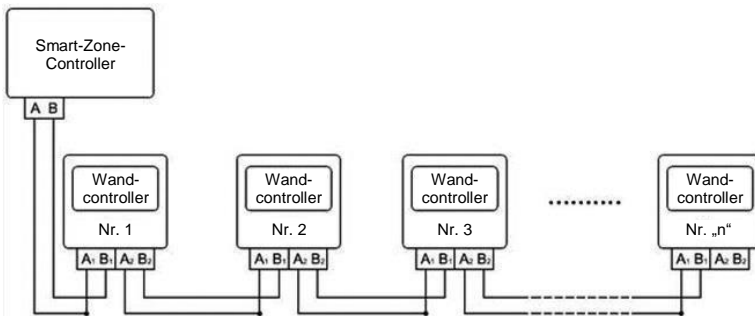 Smart-Zone-
Controller
A B
Wand-
controller
Nr. 1
A₁ B₁ A₂ B₂
Wand-
controller
Nr. 2
A₁ B₁ A₂ B₂
Wand-
controller
Nr. 3
A₁ B₁ A₂ B₂
Wand-
controller
Nr. „n“
A₁ B₁ A₂ B₂